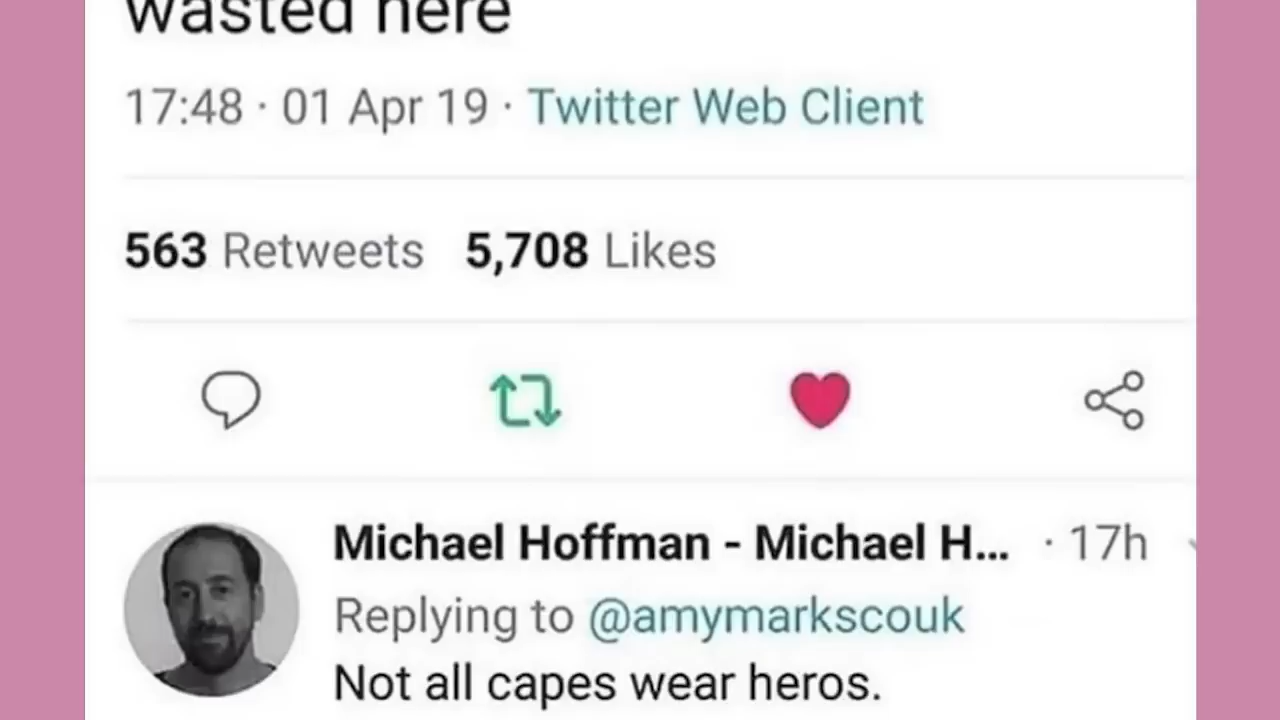 wasted here
17:48 · 01 Apr 19 · Twitter Web Client
563 Retweets 5,708 Likes
Michael Hoffman - Michael H... · 17h
Replying to @amymarkscouk
Not all capes wear heros.